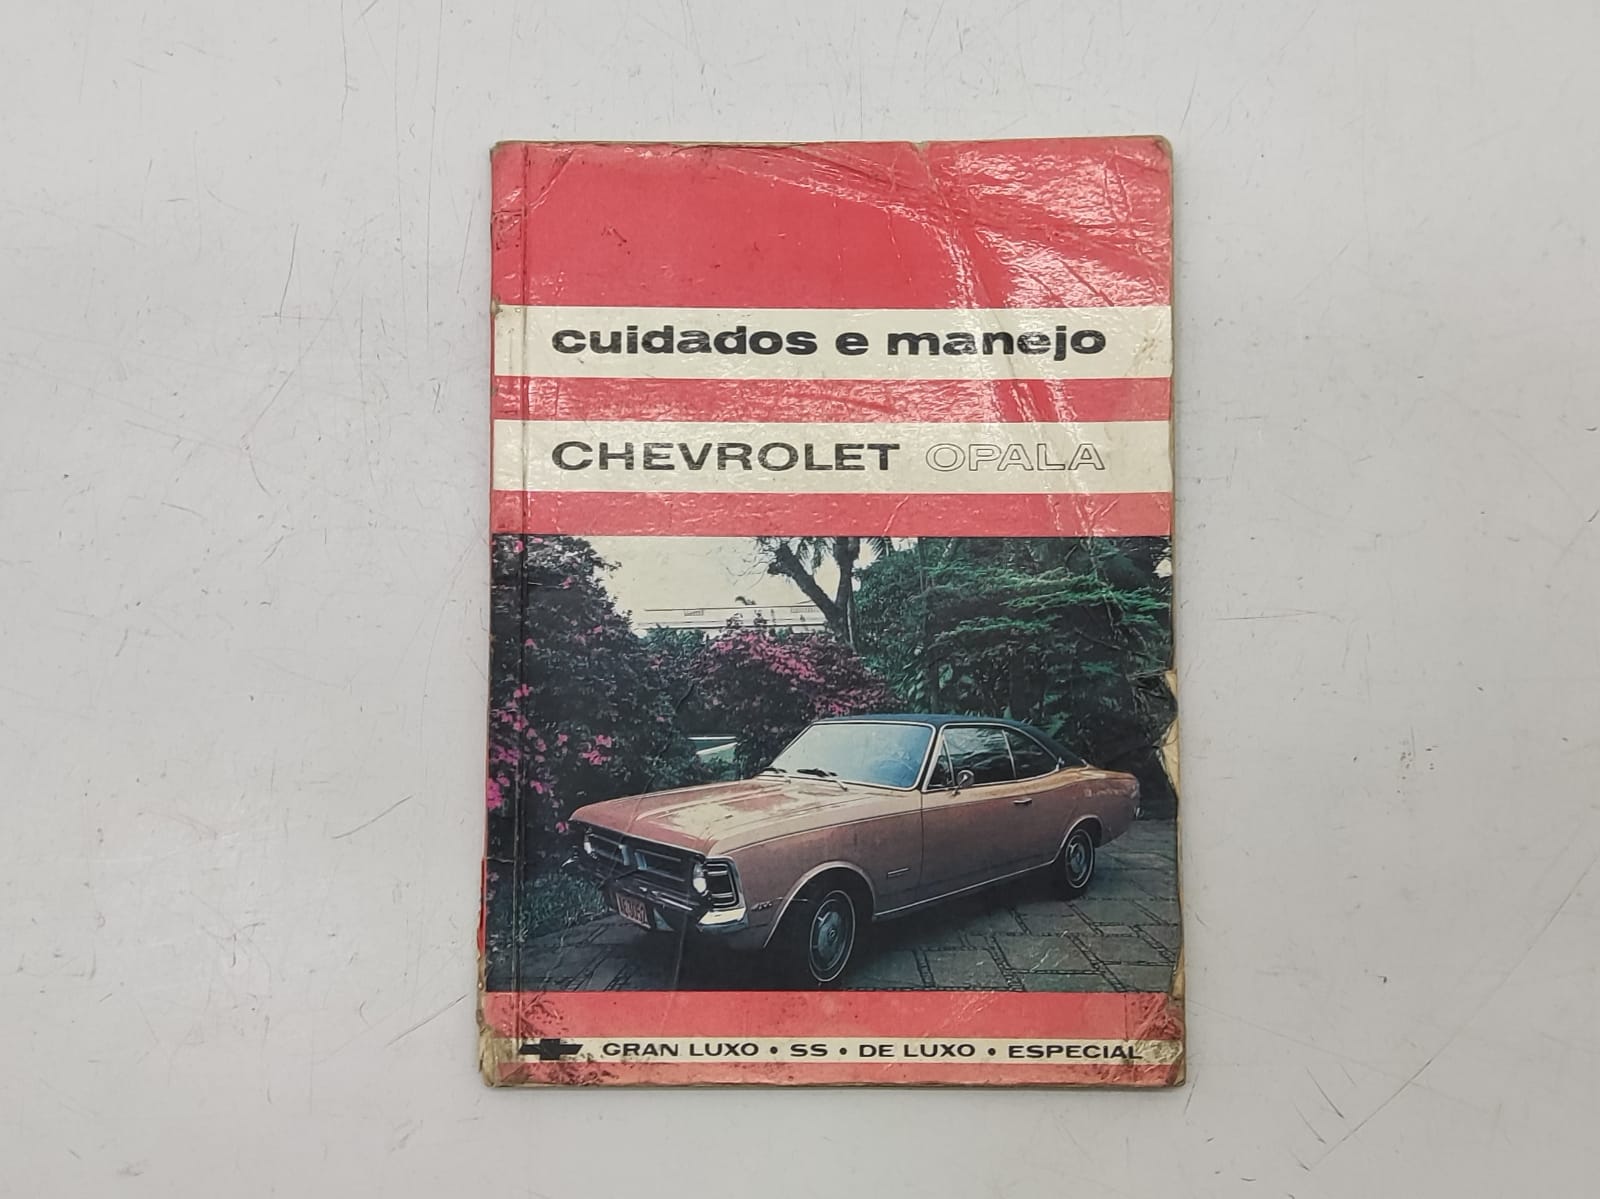 cuidados e manejo
CHEVROLET OPALA
GRAN LUXO • SS • DE LUXO • ESPECIAL